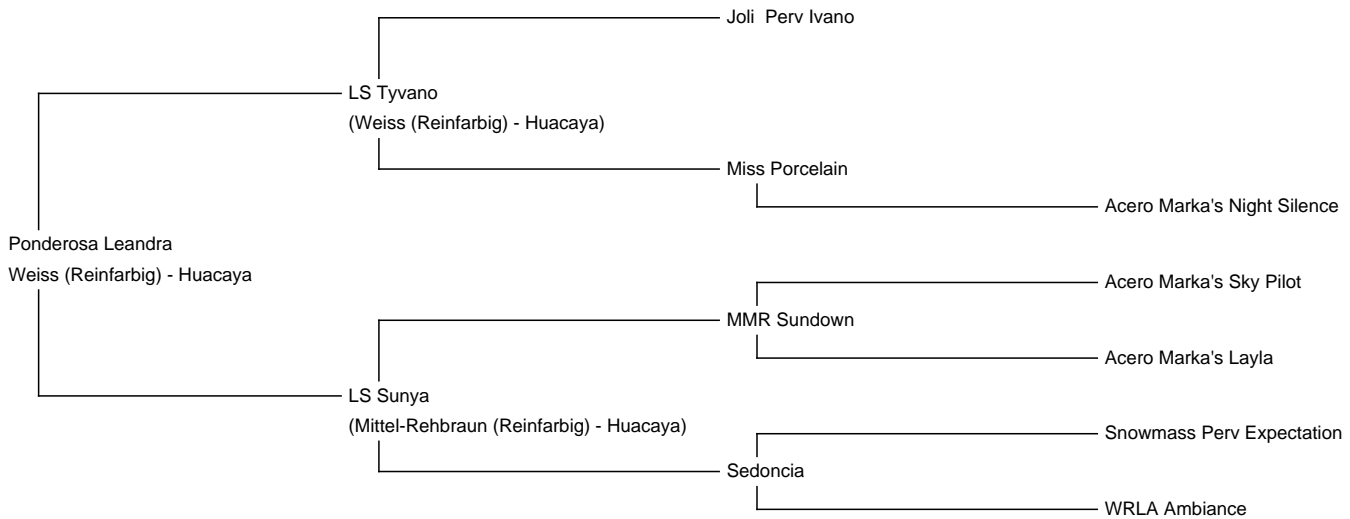 Joli  Perv Ivano
LS Tyvano
(Weiss (Reinfarbig) - Huacaya)
Miss Porcelain
Acero Marka's Night Silence
Ponderosa Leandra
Weiss (Reinfarbig) - Huacaya
Acero Marka's Sky Pilot
MMR Sundown
Acero Marka's Layla
LS Sunya
(Mittel-Rehbraun (Reinfarbig) - Huacaya)
Snowmass Perv Expectation
Sedoncia
WRLA Ambiance